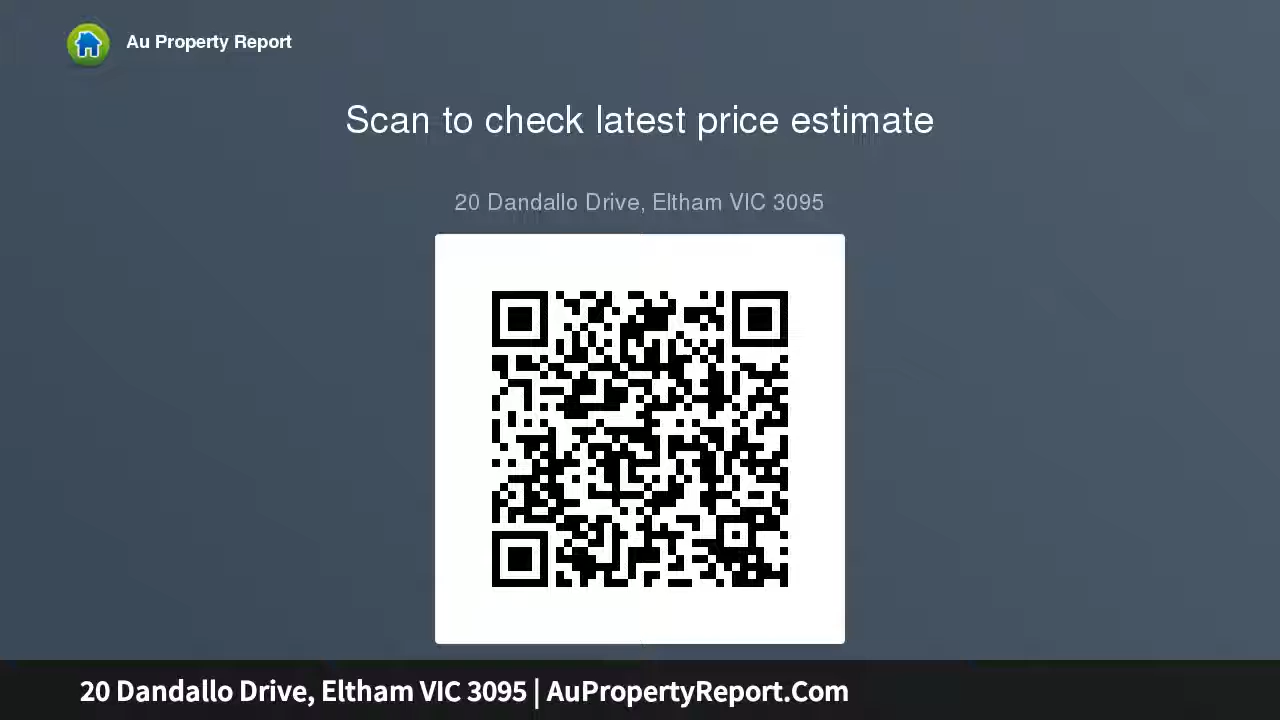 Au Property Report
Scan to check latest price estimate
20 Dandallo Drive, Eltham VIC 3095
20 Dandallo Drive, Eltham VIC 3095 | AuPropertyReport.Com